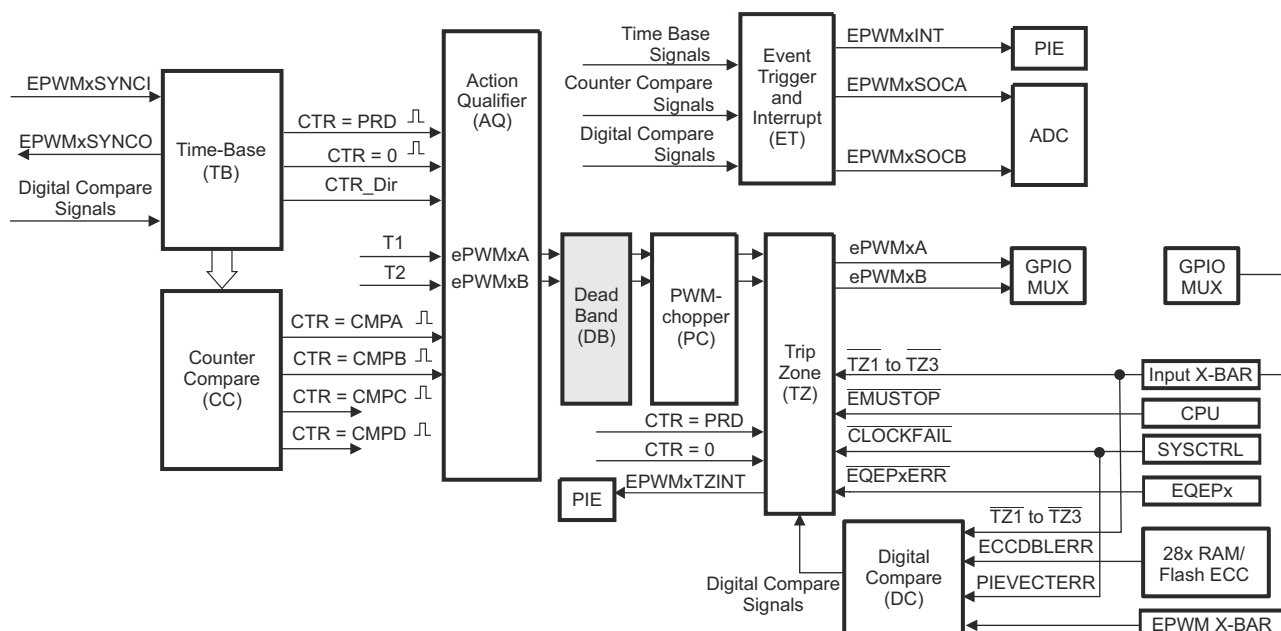 EPWMxSYNCI
EPWMxSYNCO
Digital Compare
Signals
Time-Base
(TB)
CTR = PRD
CTR = 0
CTR_Dir
T1
T2
Counter
Compare
(CC)
CTR = CMPA
CTR = CMPB
CTR = CMPC
CTR = CMPD
Action
Qualifier
(AQ)
ePWMxA
ePWMxB
Dead
Band
(DB)
PWM-
chopper
(PC)
Time Base
Signals
Counter Compare
Signals
Digital Compare
Signals
Event
Trigger
and
Interrupt
(ET)
EPWMxINT
EPWMxSOCA
EPWMxSOCB
PIE
ADC
Trip
Zone
(TZ)
ePWMxA
ePWMxB
GPIO
MUX
GPIO
MUX
TZ1 to TZ3
EMUSTOP
CLOCKFAIL
EQEPxERR
Input X-BAR
CPU
SYSCTRL
EQEPx
CTR = PRD
CTR = 0
EPWMxTZINT
PIE
Digital Compare
Signals
Digital
Compare
(DC)
TZ1 to TZ3
ECCDBLERR
PIEVECTERR
28x RAM/
Flash ECC
EPWM X-BAR